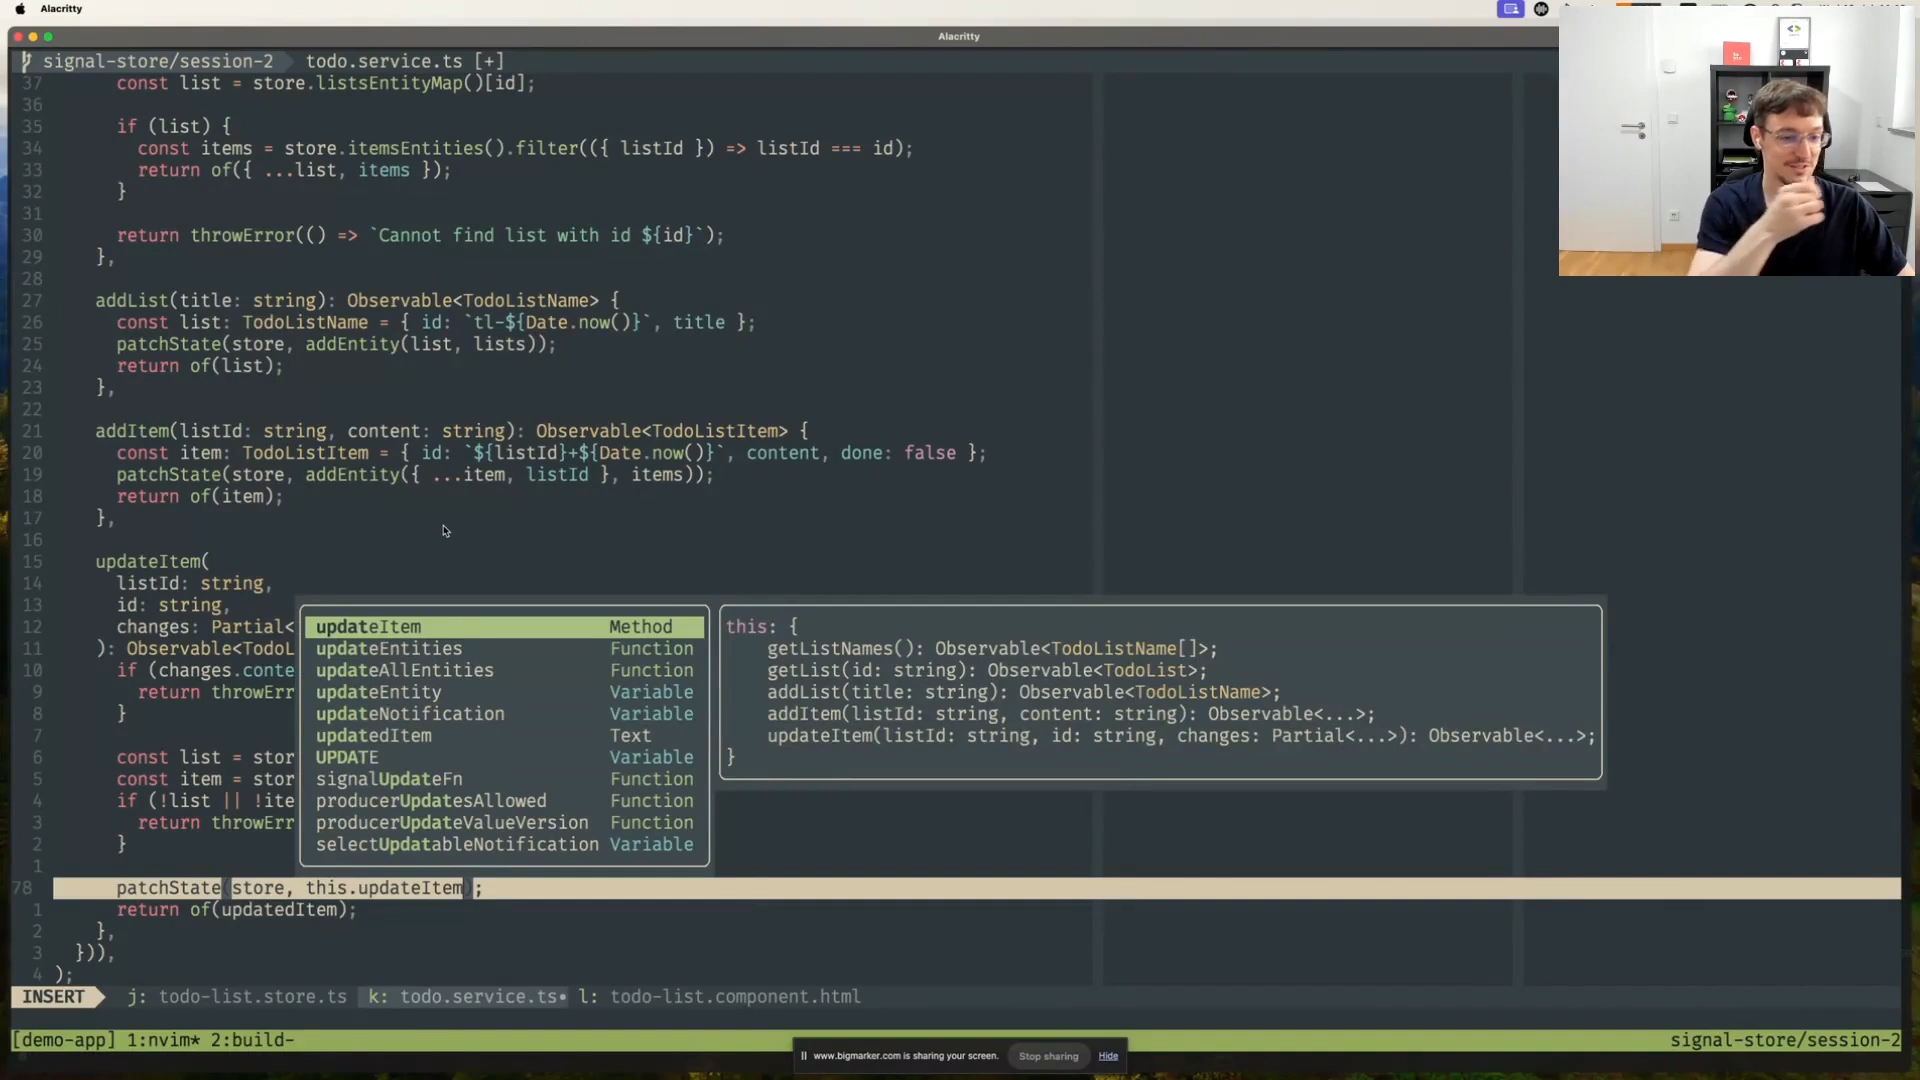 Alacritty
Alacritty
signal-store/session-2 todo.service.ts [+]
37 const list = store.listsEntityMap()[id];
36
35 if (list) {
34 const items = store.itemsEntities().filter(({ listId }) => listId === id);
33 return of({ ...list, items });
32 }
31
30 return throwError(() => `Cannot find list with id ${id}`);
29 },
28
27 addList(title: string): Observable<TodoListName> {
26 const list: TodoListName = { id: `tl-${Date.now()}`, title };
25 patchState(store, addEntity(list, lists));
24 return of(list);
23 },
22
21 addItem(listId: string, content: string): Observable<TodoListItem> {
20 const item: TodoListItem = { id: `${listId}+${Date.now()}`, content, done: false };
19 patchState(store, addEntity({ ...item, listId }, items));
18 return of(item);
17 },
16
15 updateItem(
14 listId: string,
13 id: string,
12 changes: Partial<
11 ): Observable<TodoL
10 if (changes.conte
9 return throwErr
8 }
7
6 const list = stor
5 const item = stor
4 if (!list || !ite
3 return throwErr
2 }
1
78 patchState(store, this.updateItem);
1 return of(updatedItem);
2 },
3 })),
4 );
updateItem Method
updateEntities Function
updateAllEntities Function
updateEntity Variable
updateNotification Variable
updatedItem Text
UPDATE Variable
signalUpdateFn Function
producerUpdatesAllowed Function
producerUpdateValueVersion Function
selectUpdatableNotification Variable
this: {
getListNames(): Observable<TodoListName[]>;
getList(id: string): Observable<TodoList>;
addList(title: string): Observable<TodoListName>;
addItem(listId: string, content: string): Observable<...>;
updateItem(listId: string, id: string, changes: Partial<...>): Observable<...>;
}
INSERT j: todo-list.store.ts k: todo.service.ts• l: todo-list.component.html
[demo-app] 1:nvim* 2:build- signal-store/session-2
www.bigmarker.com is sharing your screen. Stop sharing Hide